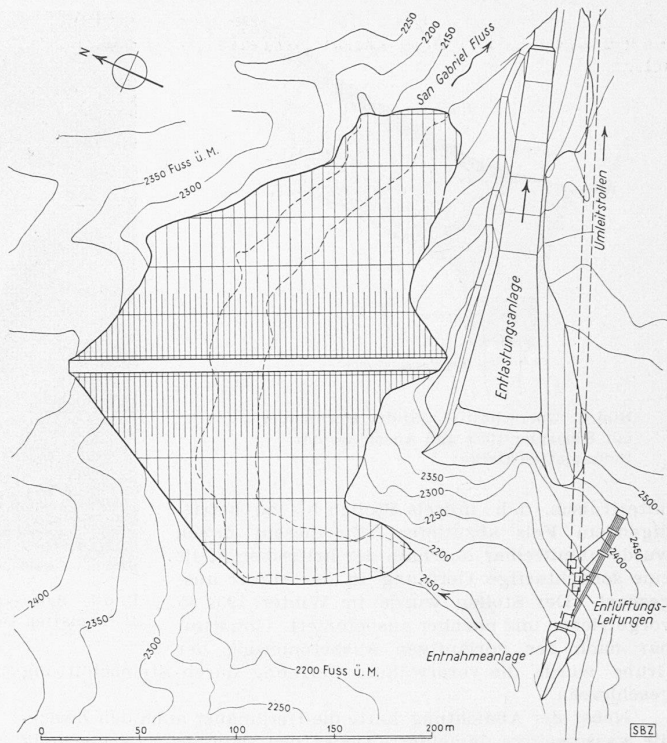 2250
2200
2150
San Gabriel Fluss
N
2350 Fuss ü.M.
2300
Umleitstollen
Entlastungsanlage
2350
2300
2250
2500
2450
2400
2200
2150
2400
2350
2300
Entlüftungs-
Leitungen
Entnahmeanlage
2200 Fuss ü.M.
2250
0 50 100 150 200 m
SBZ